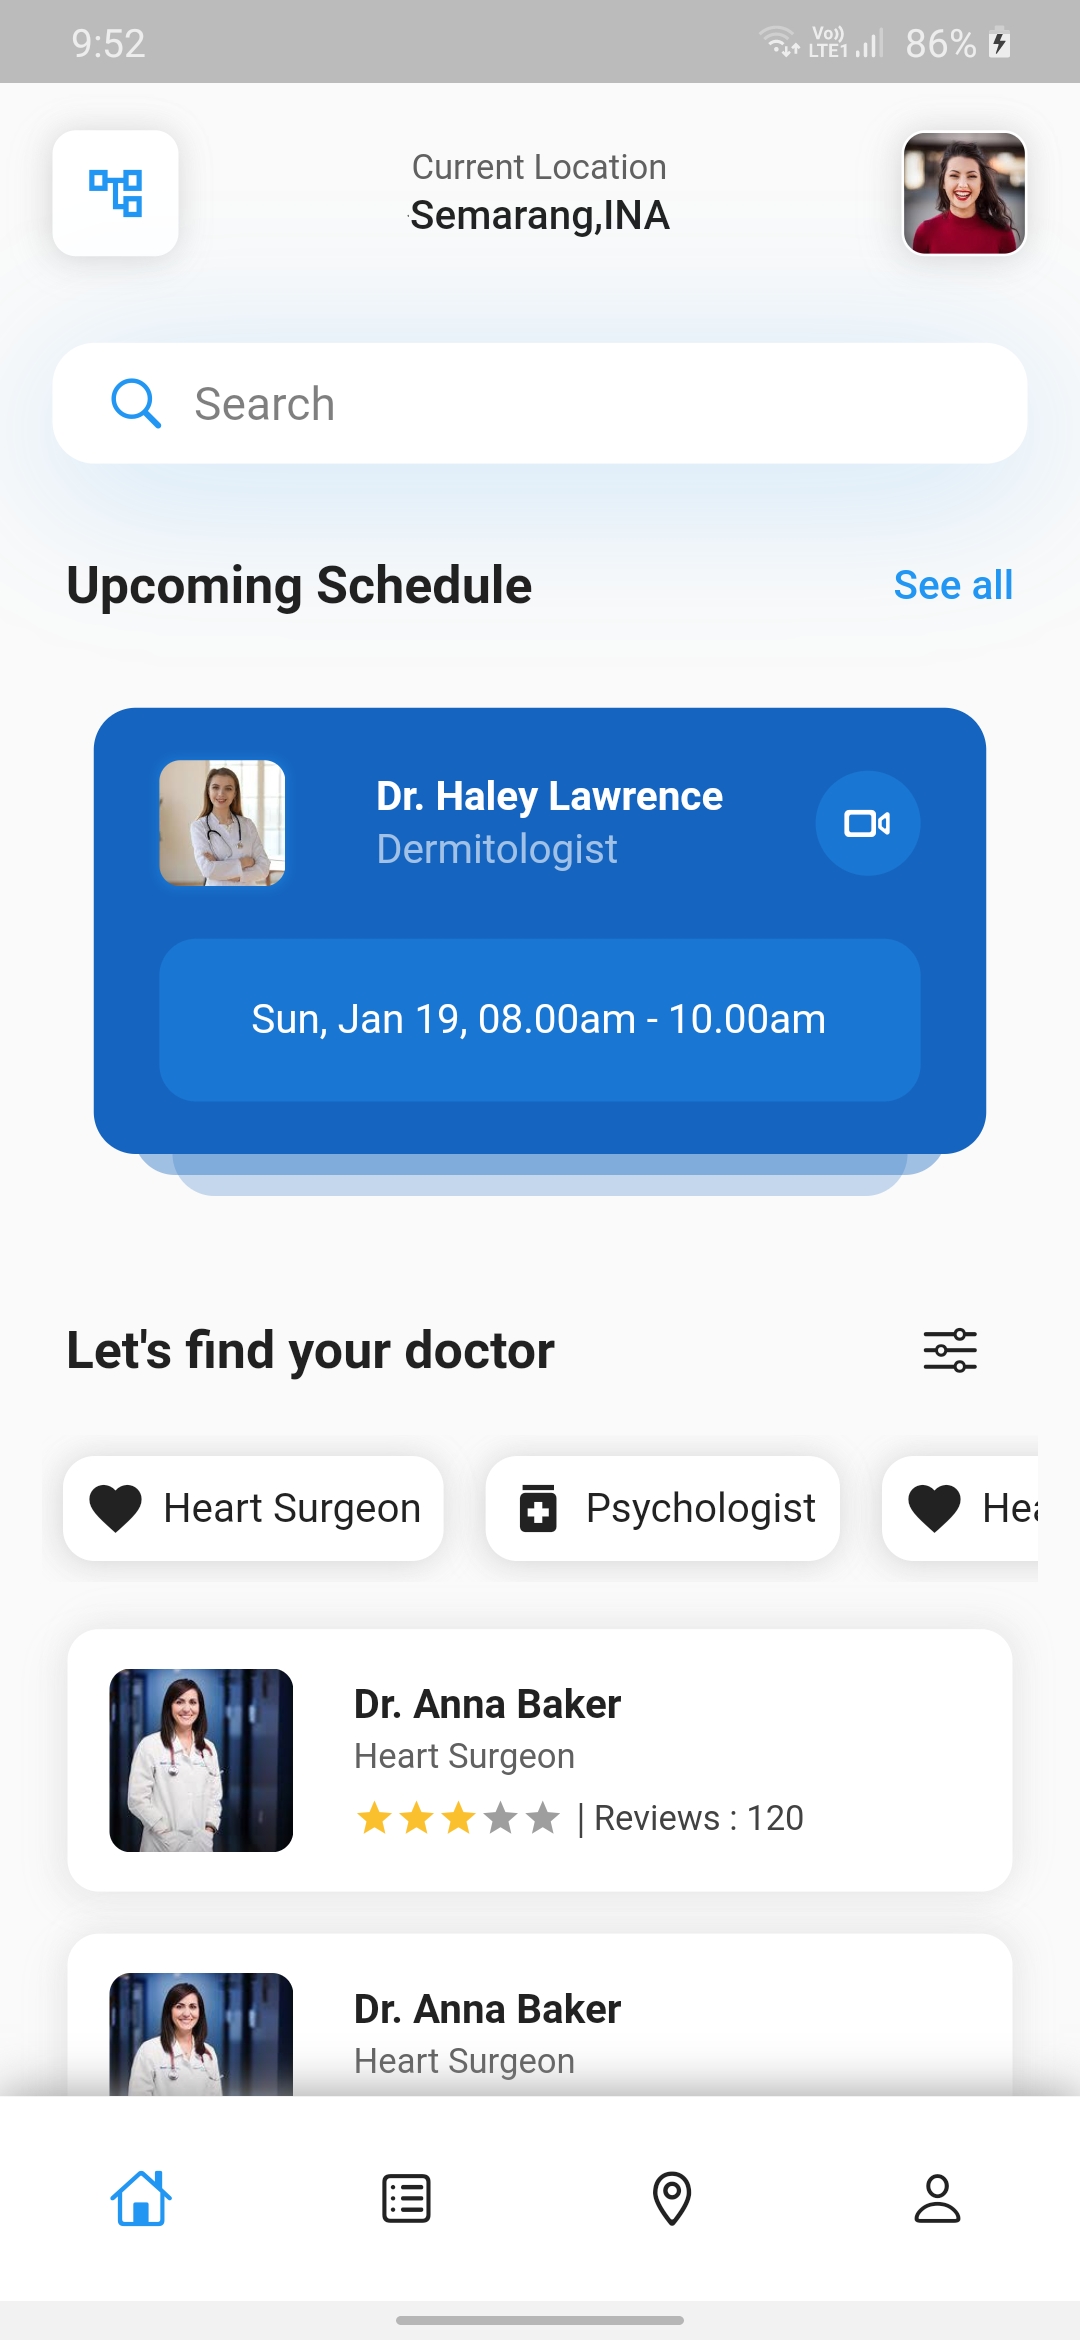 9:52
Vo))
LTE1
86%
Current Location
Semarang,INA
Search
Upcoming Schedule
See all
Dr. Haley Lawrence
Dermitologist
Sun, Jan 19, 08.00am - 10.00am
Let's find your doctor
Heart Surgeon
Psychologist
Hea
Dr. Anna Baker
Heart Surgeon
| Reviews : 120
Dr. Anna Baker
Heart Surgeon